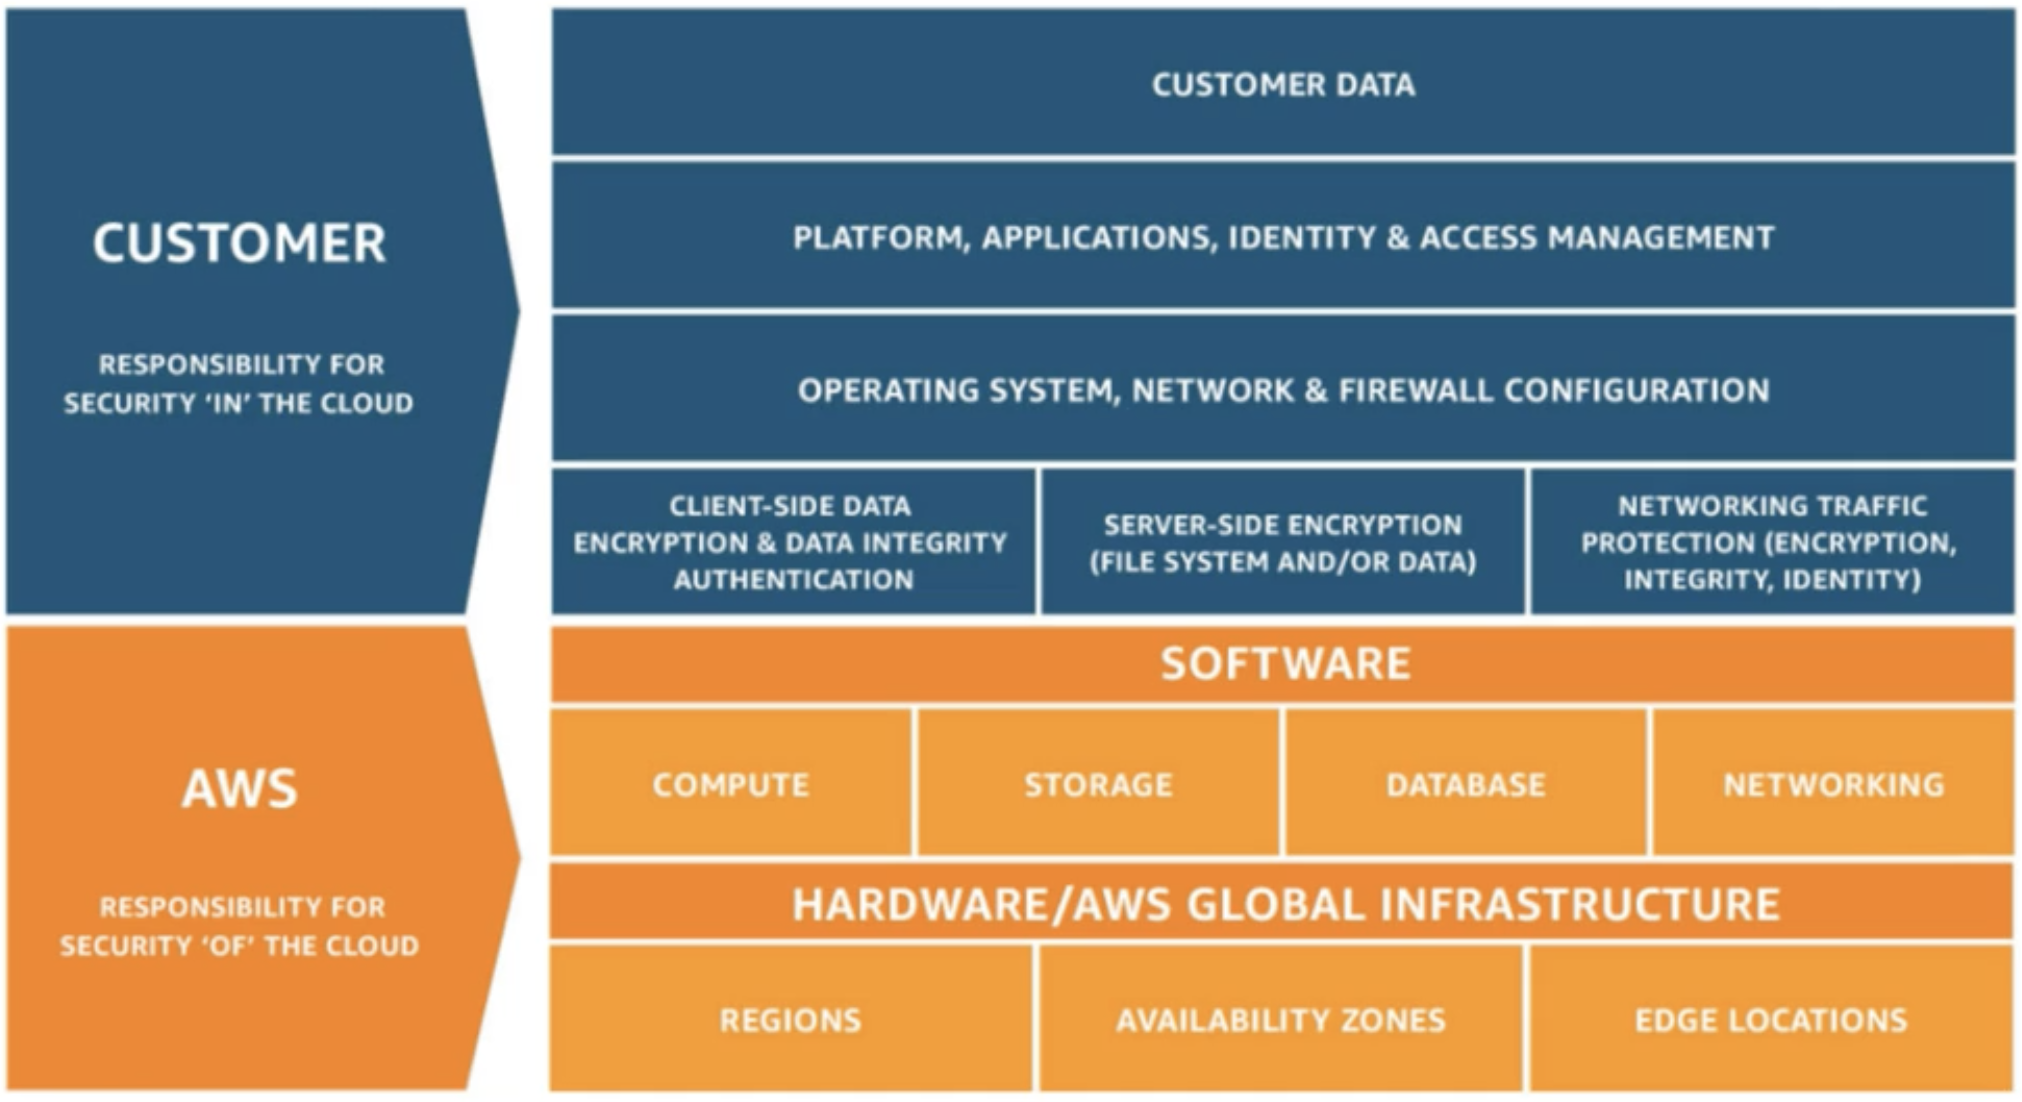 CUSTOMER
RESPONSIBILITY FOR
SECURITY ‘IN’ THE CLOUD
CUSTOMER DATA
PLATFORM, APPLICATIONS, IDENTITY & ACCESS MANAGEMENT
OPERATING SYSTEM, NETWORK & FIREWALL CONFIGURATION
CLIENT-SIDE DATA
ENCRYPTION & DATA INTEGRITY
AUTHENTICATION
SERVER-SIDE ENCRYPTION
(FILE SYSTEM AND/OR DATA)
NETWORKING TRAFFIC
PROTECTION (ENCRYPTION,
INTEGRITY, IDENTITY)
AWS
RESPONSIBILITY FOR
SECURITY ‘OF’ THE CLOUD
SOFTWARE
COMPUTE
STORAGE
DATABASE
NETWORKING
HARDWARE/AWS GLOBAL INFRASTRUCTURE
REGIONS
AVAILABILITY ZONES
EDGE LOCATIONS